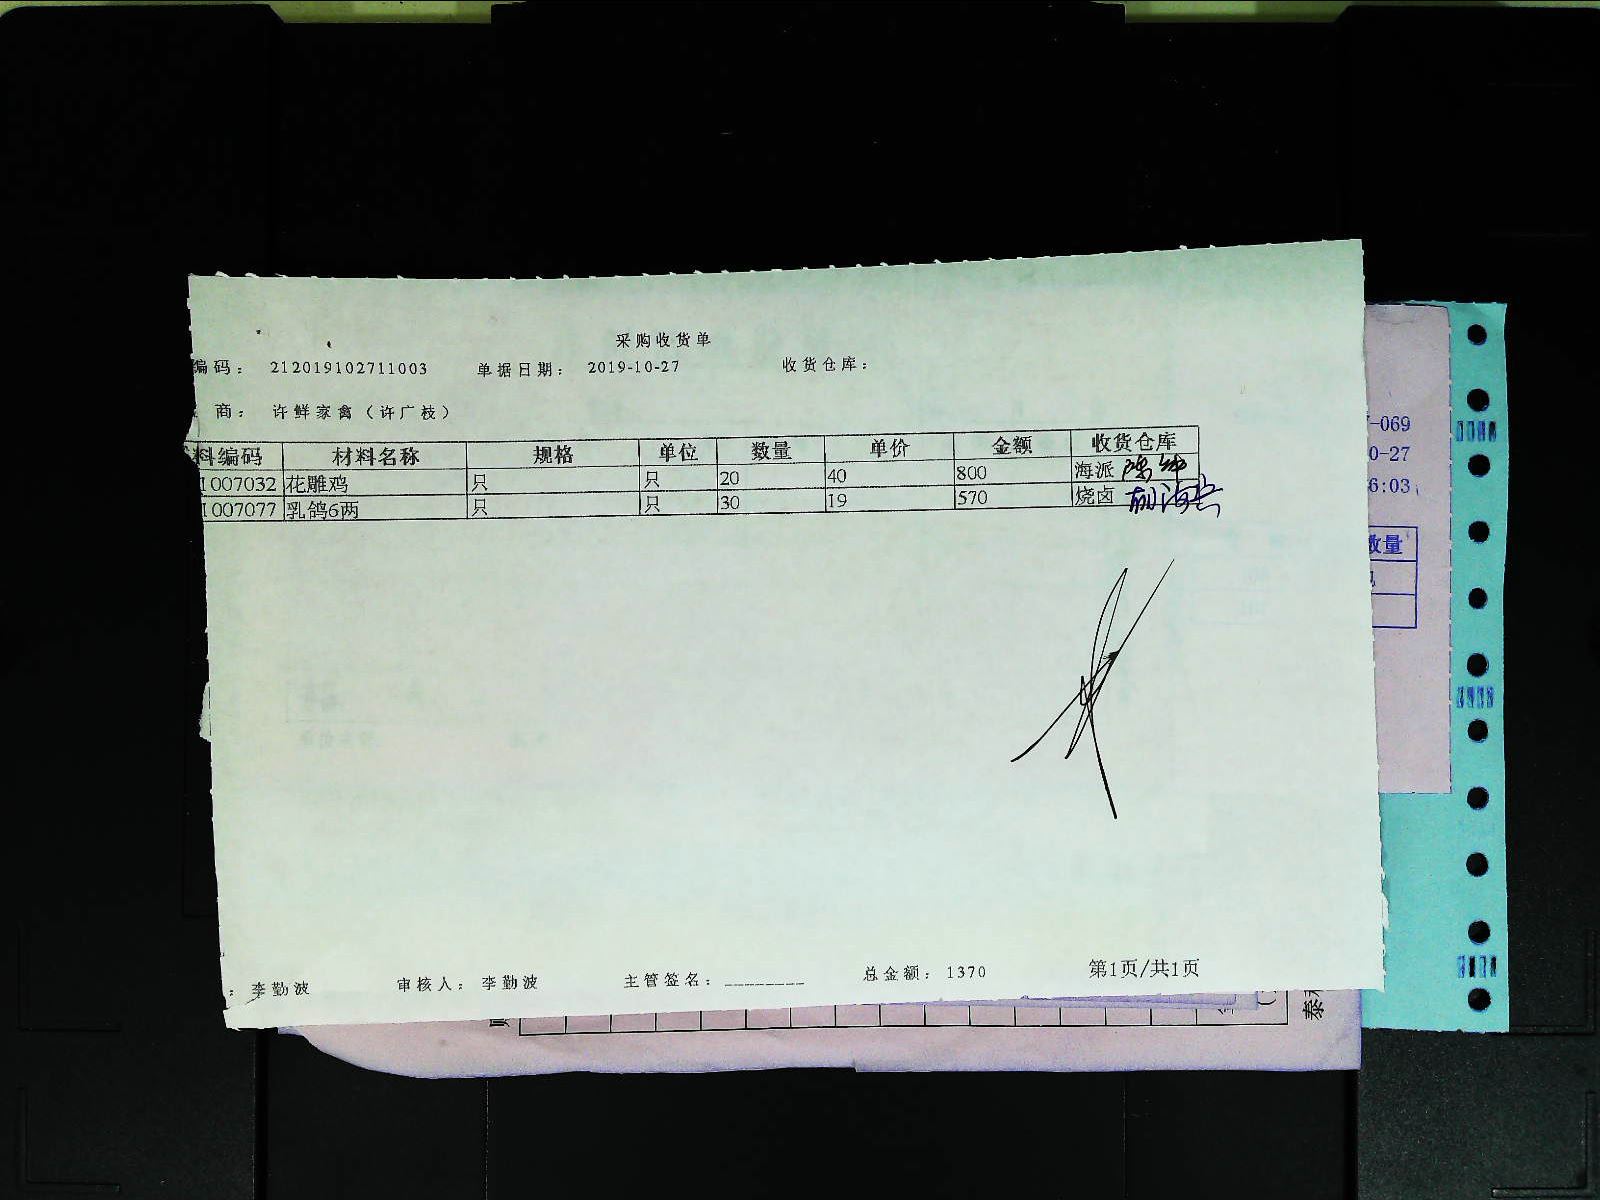 采购收货单
编码： 212019102711003 单据日期： 2019-10-27 收货仓库：
商： 许鲜家禽（许广枝）
料编码 材料名称 规格 单位 数量 单价 金额 收货仓库
1007032 花雕鸡 只 只 20 40 800 海派
1007077 乳鸽6两 只 只 30 19 570 烧卤
：李勤波 审核人：李勤波 主管签名：________ 总金额：1370 第1页/共1页
-069
0-27
6:03
数量